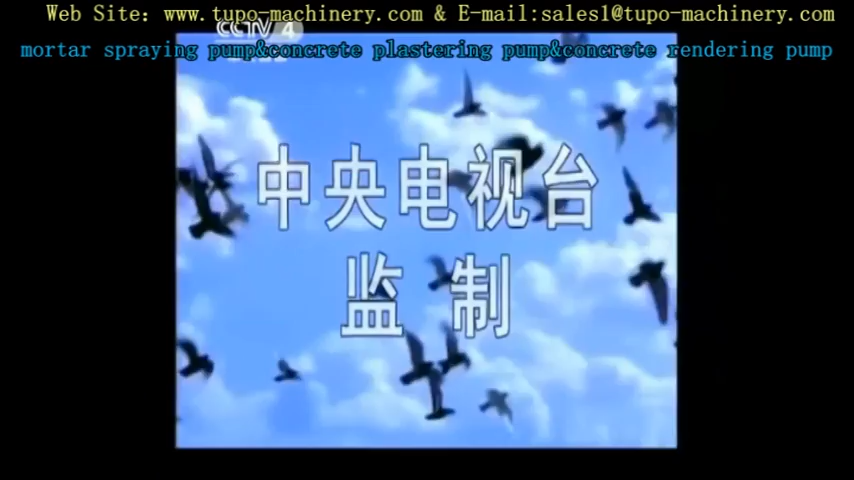 Web Site: www.tupo-machinery.com & E-mail:sales1@tupo-machinery.com
CCTV 4
mortar spraying pump&concrete plastering pump&concrete rendering pump
中央电视台
监制